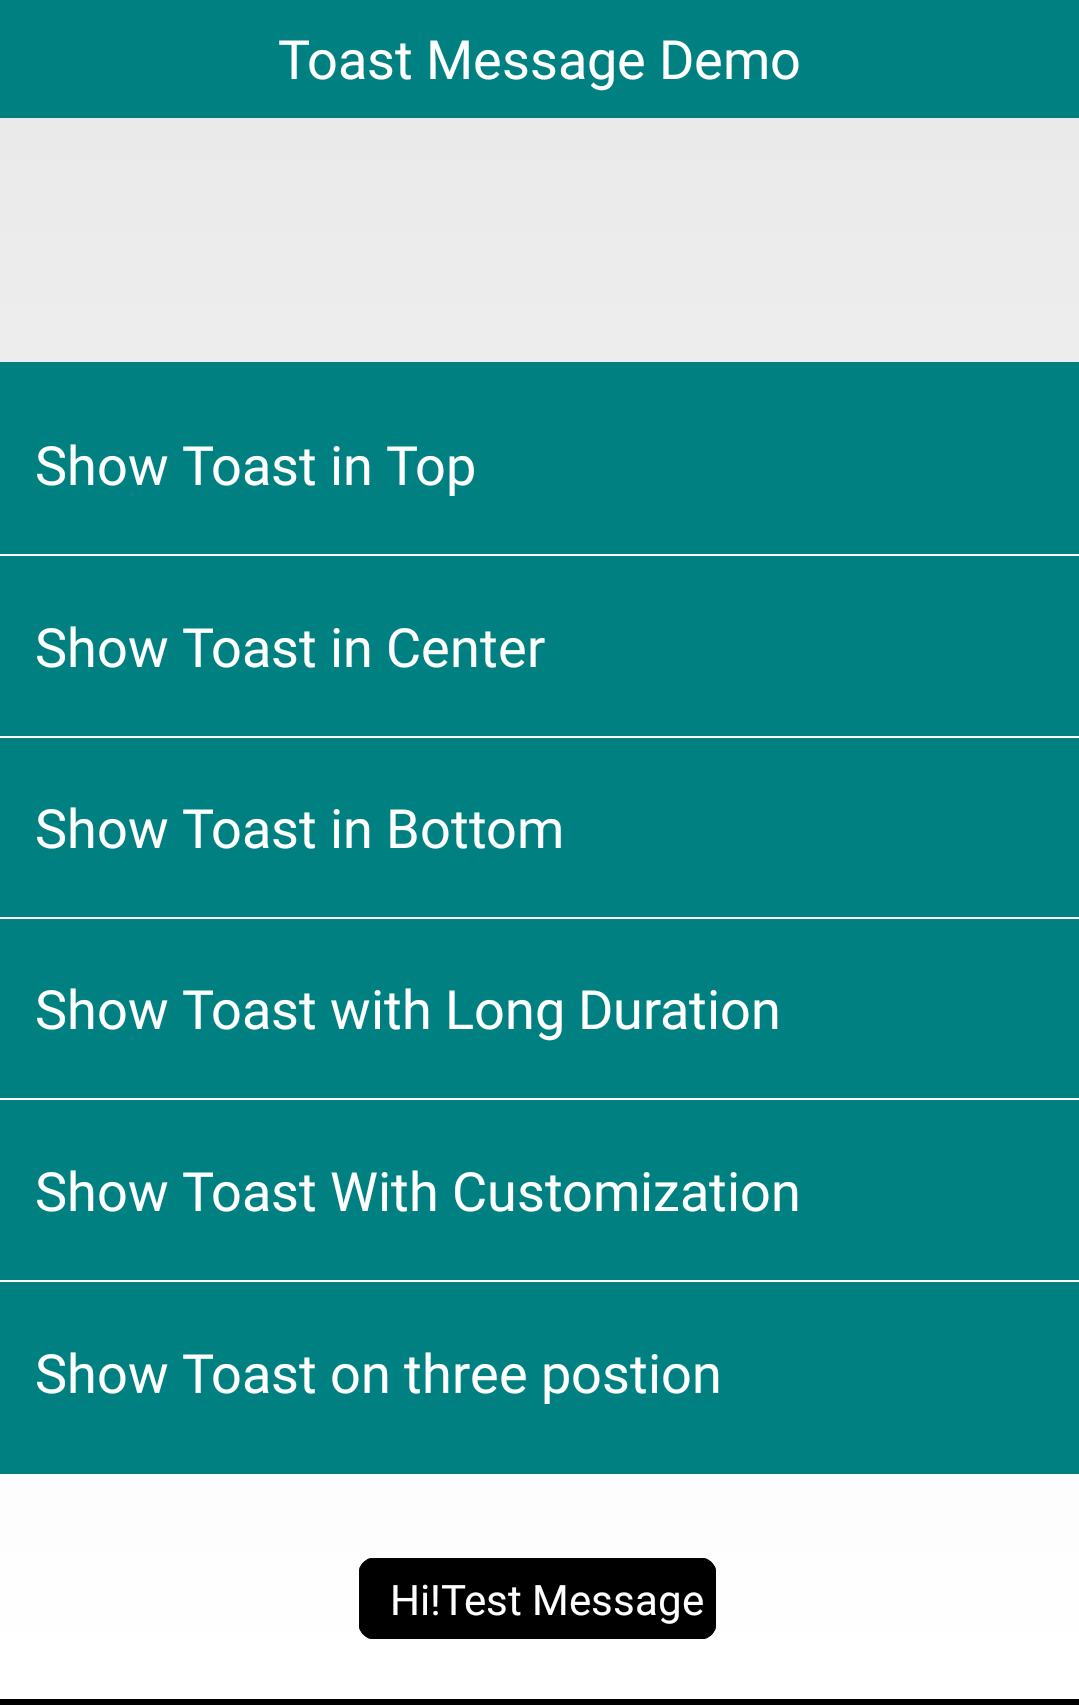 Toast Message Demo
Show Toast in Top
Show Toast in Center
Show Toast in Bottom
Show Toast with Long Duration
Show Toast With Customization
Show Toast on three postion
Hi!Test Message